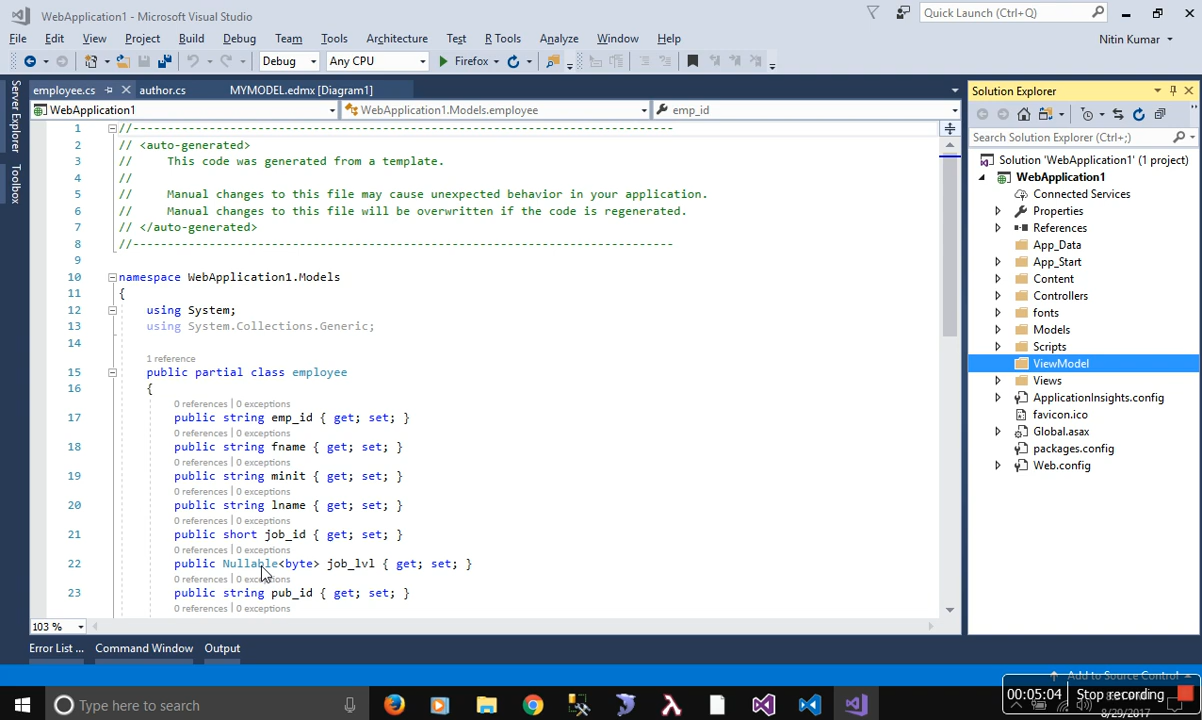 WebApplication1 - Microsoft Visual Studio
Quick Launch (Ctrl+Q)
File Edit View Project Build Debug Team Tools Architecture Test R Tools Analyze Window Help
Nitin Kumar
Debug Any CPU Firefox
employee.cs author.cs MYMODEL.edmx [Diagram1]
WebApplication1 WebApplication1.Models.employee emp_id
Server Explorer
Toolbox
1 //------------------------------------------------------------------------------
2 // <auto-generated>
3 // This code was generated from a template.
4 //
5 // Manual changes to this file may cause unexpected behavior in your application.
6 // Manual changes to this file will be overwritten if the code is regenerated.
7 // </auto-generated>
8 //------------------------------------------------------------------------------
9
10 namespace WebApplication1.Models
11 {
12 using System;
13 using System.Collections.Generic;
14
1 reference
15 public partial class employee
16 {
0 references | 0 exceptions
17 public string emp_id { get; set; }
0 references | 0 exceptions
18 public string fname { get; set; }
0 references | 0 exceptions
19 public string minit { get; set; }
0 references | 0 exceptions
20 public string lname { get; set; }
0 references | 0 exceptions
21 public short job_id { get; set; }
0 references | 0 exceptions
22 public Nullable<byte> job_lvl { get; set; }
0 references | 0 exceptions
23 public string pub_id { get; set; }
0 references | 0 exceptions
103 %
Error List ... Command Window Output
Solution Explorer
Search Solution Explorer (Ctrl+;)
Solution 'WebApplication1' (1 project)
WebApplication1
Connected Services
Properties
References
App_Data
App_Start
Content
Controllers
fonts
Models
Scripts
ViewModel
Views
ApplicationInsights.config
favicon.ico
Global.asax
packages.config
Web.config
Add to Source Control
Type here to search
00:05:04 Stop recording
8/29/2017